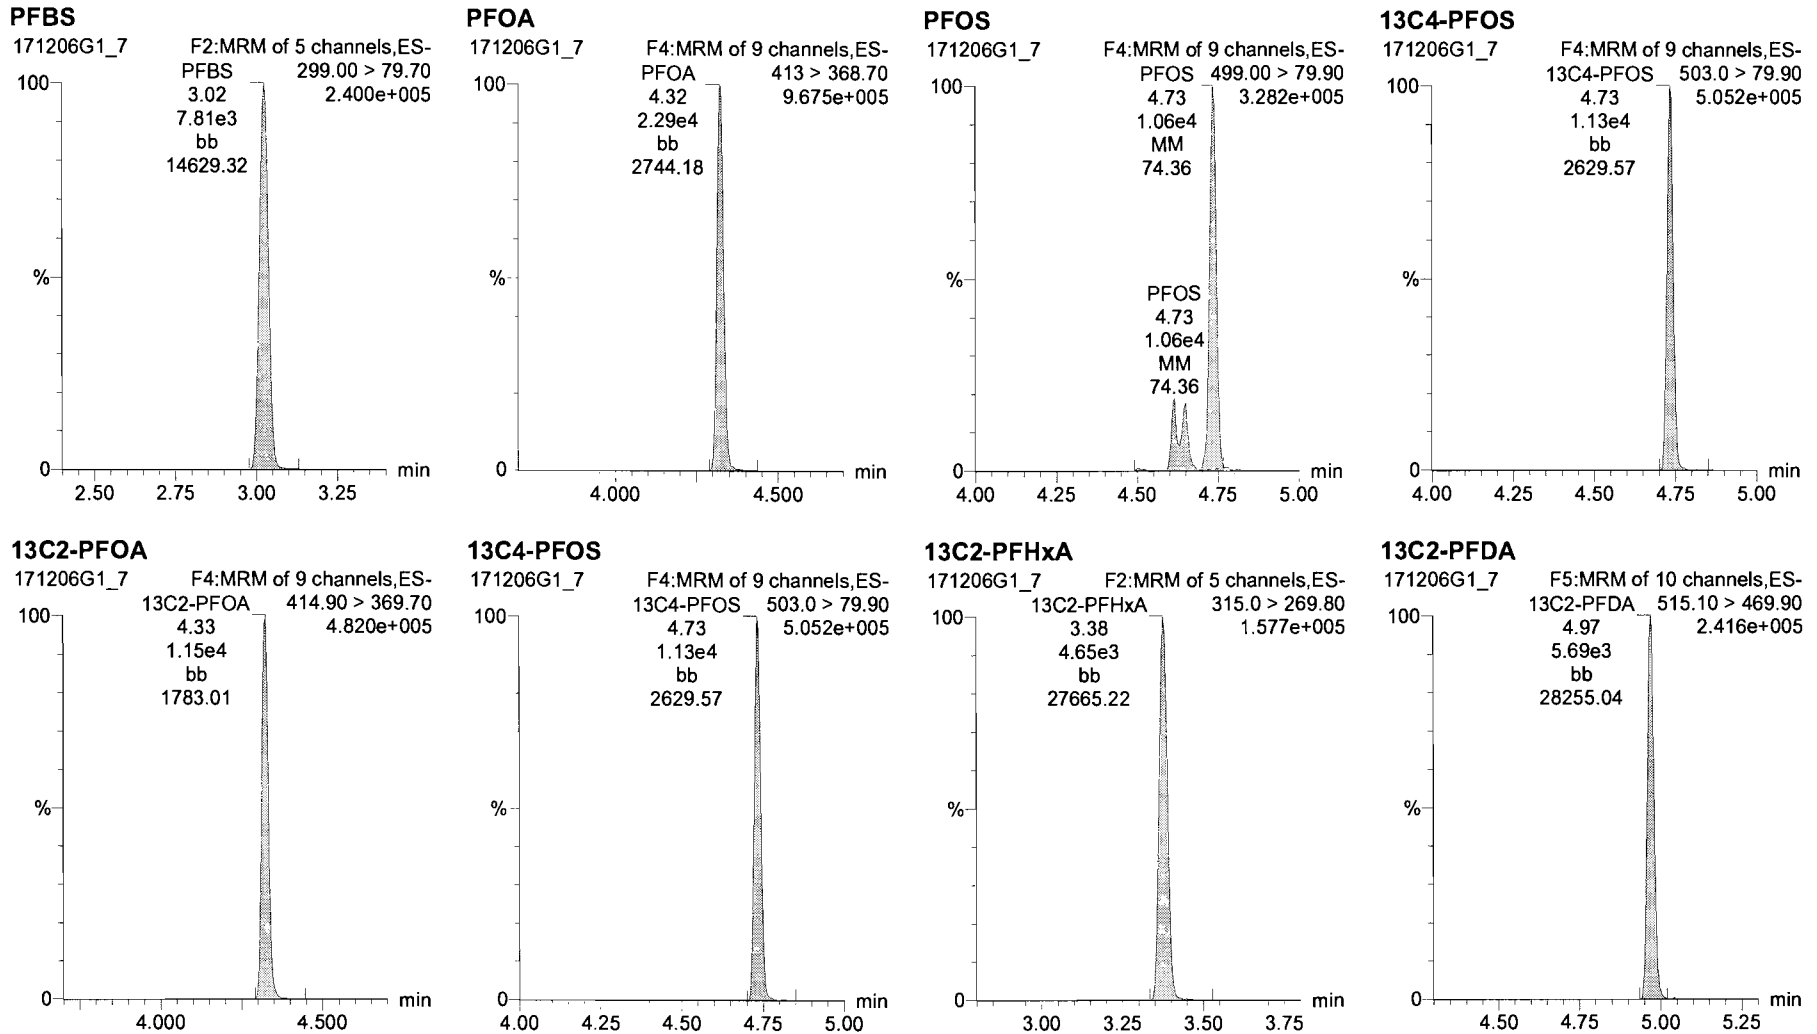 PFBS
171206G1_7 F2:MRM of 5 channels,ES-
PFBS 299.00 > 79.70
3.02 2.400e+005
7.81e3
bb
14629.32
100
%
0
min
2.50 2.75 3.00 3.25
PFOA
171206G1_7 F4:MRM of 9 channels,ES-
PFOA 413 > 368.70
4.32 9.675e+005
2.29e4
bb
2744.18
100
%
0
min
4.000 4.500
PFOS
171206G1_7 F4:MRM of 9 channels,ES-
PFOS 499.00 > 79.90
4.73 3.282e+005
1.06e4
MM
74.36
100
%
PFOS
4.73
1.06e4
MM
74.36
0
min
4.00 4.25 4.50 4.75 5.00
13C4-PFOS
171206G1_7 F4:MRM of 9 channels,ES-
13C4-PFOS 503.0 > 79.90
4.73 5.052e+005
1.13e4
bb
2629.57
100
%
0
min
4.00 4.25 4.50 4.75 5.00
13C2-PFOA
171206G1_7 F4:MRM of 9 channels,ES-
13C2-PFOA 414.90 > 369.70
4.33 4.820e+005
1.15e4
bb
1783.01
100
%
0
min
4.000 4.500
13C4-PFOS
171206G1_7 F4:MRM of 9 channels,ES-
13C4-PFOS 503.0 > 79.90
4.73 5.052e+005
1.13e4
bb
2629.57
100
%
0
min
4.00 4.25 4.50 4.75 5.00
13C2-PFHxA
171206G1_7 F2:MRM of 5 channels,ES-
13C2-PFHxA 315.0 > 269.80
3.38 1.577e+005
4.65e3
bb
27665.22
100
%
0
min
3.00 3.25 3.50 3.75
13C2-PFDA
171206G1_7 F5:MRM of 10 channels,ES-
13C2-PFDA 515.10 > 469.90
4.97 2.416e+005
5.69e3
bb
28255.04
100
%
0
min
4.50 4.75 5.00 5.25